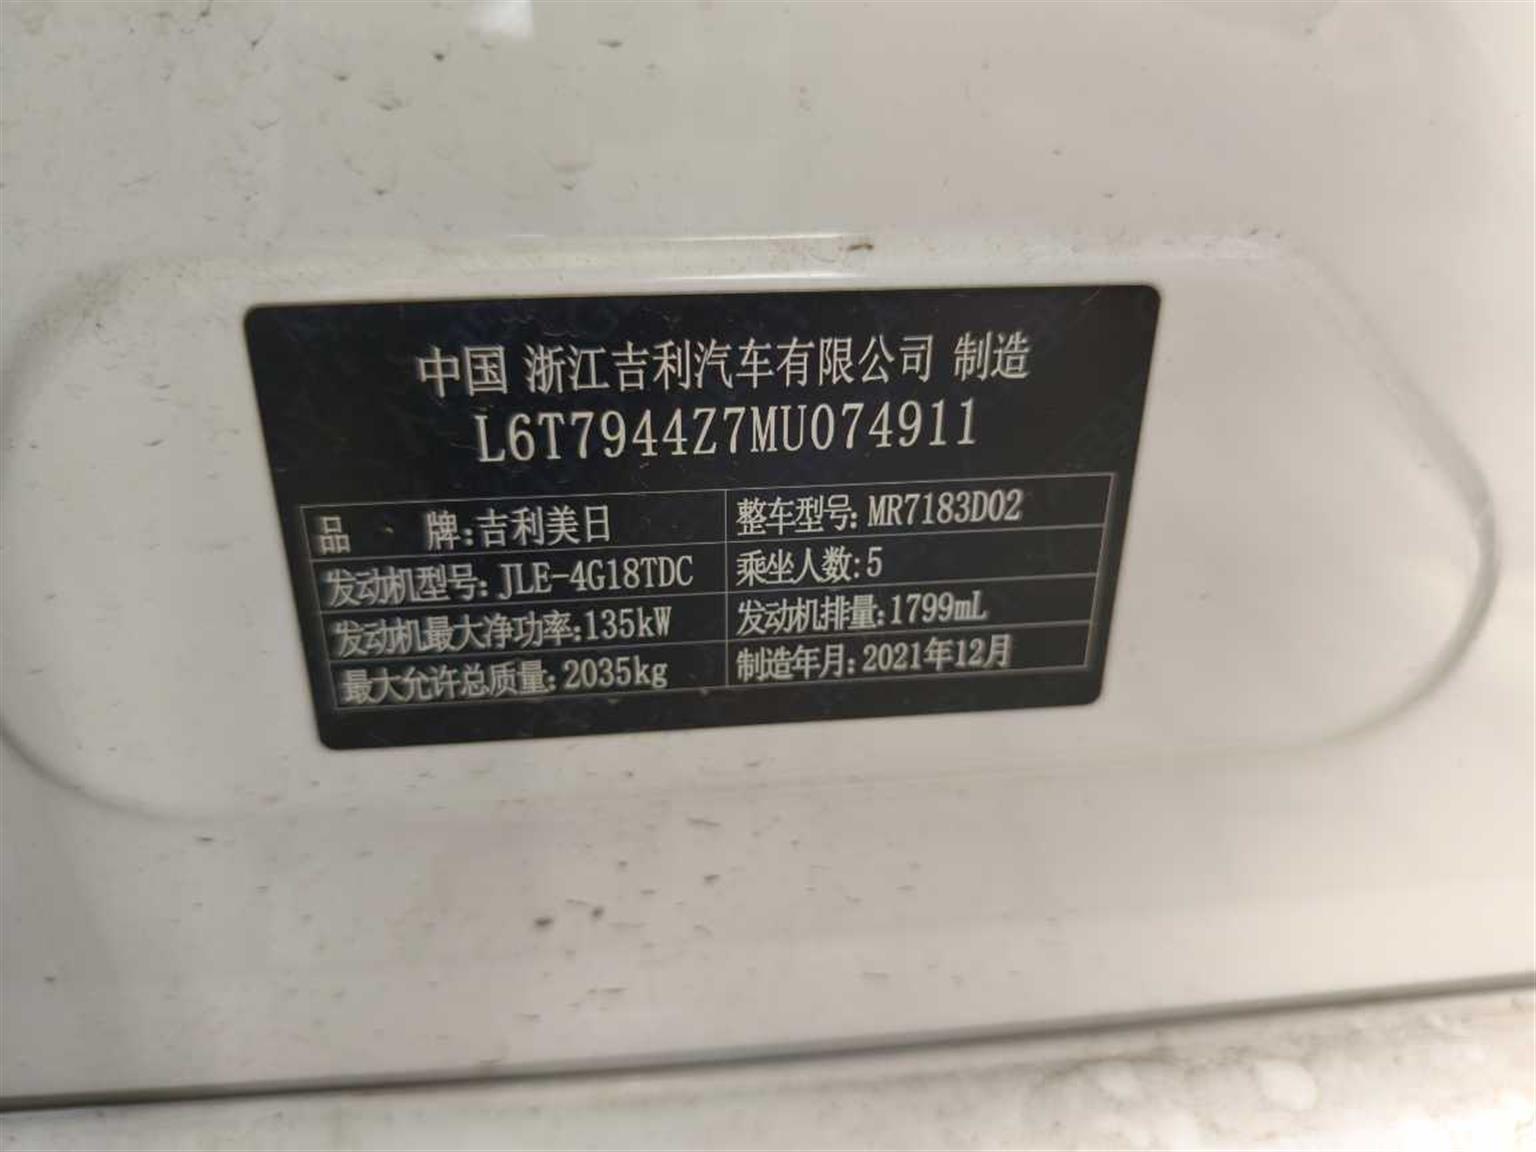 中国 浙江吉利汽车有限公司 制造
L6T7944Z7MU074911
品 牌:吉利美日 整车型号:MR7183D02
发动机型号:JLE-4G18TDC 乘坐人数:5
发动机最大净功率:135kW 发动机排量:1799mL
最大允许总质量:2035kg 制造年月:2021年12月